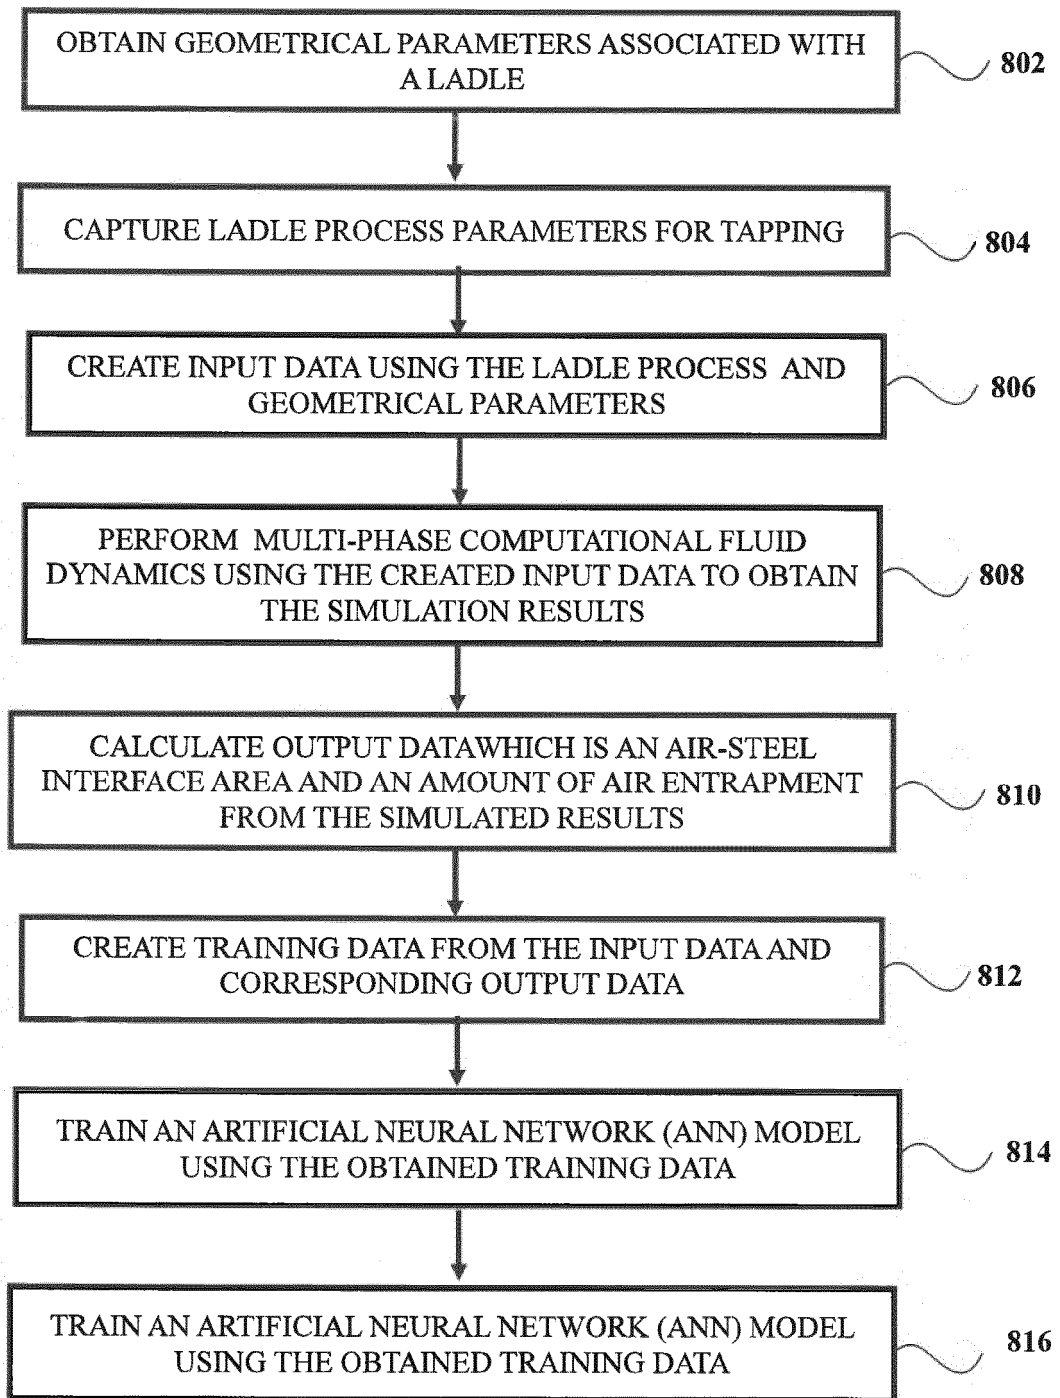 OBTAIN GEOMETRICAL PARAMETERS ASSOCIATED WITH
A LADLE
802
CAPTURE LADLE PROCESS PARAMETERS FOR TAPPING
804
CREATE INPUT DATA USING THE LADLE PROCESS AND
GEOMETRICAL PARAMETERS
806
PERFORM MULTI-PHASE COMPUTATIONAL FLUID
DYNAMICS USING THE CREATED INPUT DATA TO OBTAIN
THE SIMULATION RESULTS
808
CALCULATE OUTPUT DATAWHICH IS AN AIR-STEEL
INTERFACE AREA AND AN AMOUNT OF AIR ENTRAPMENT
FROM THE SIMULATED RESULTS
810
CREATE TRAINING DATA FROM THE INPUT DATA AND
CORRESPONDING OUTPUT DATA
812
TRAIN AN ARTIFICIAL NEURAL NETWORK (ANN) MODEL
USING THE OBTAINED TRAINING DATA
814
TRAIN AN ARTIFICIAL NEURAL NETWORK (ANN) MODEL
USING THE OBTAINED TRAINING DATA
816